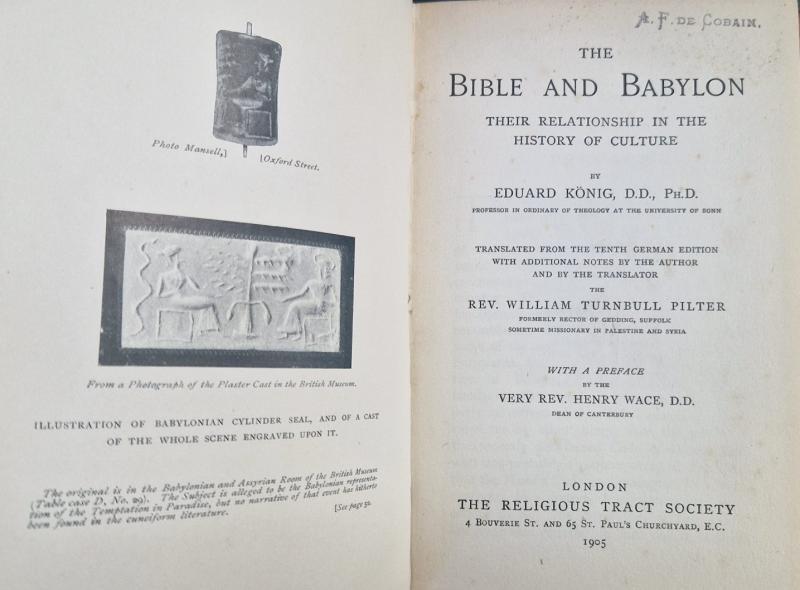 Photo Mansell,] [Oxford Street.
From a Photograph of the Plaster Cast in the British Museum.
ILLUSTRATION OF BABYLONIAN CYLINDER SEAL, AND OF A CAST
OF THE WHOLE SCENE ENGRAVED UPON IT.
The original is in the Babylonian and Assyrian Room of the British Museum
(Table case D, No. 29). The Subject is alleged to be the Babylonian representa-
tion of the Temptation in Paradise, but no narrative of that event has hitherto
been found in the cuneiform literature. [See page 52.
A. F. DE COBAIN.
THE
BIBLE AND BABYLON
THEIR RELATIONSHIP IN THE
HISTORY OF CULTURE
BY
EDUARD KÖNIG, D.D., PH.D.
PROFESSOR IN ORDINARY OF THEOLOGY AT THE UNIVERSITY OF BONN
TRANSLATED FROM THE TENTH GERMAN EDITION
WITH ADDITIONAL NOTES BY THE AUTHOR
AND BY THE TRANSLATOR
THE
REV. WILLIAM TURNBULL PILTER
FORMERLY RECTOR OF GEDDING, SUFFOLK
SOMETIME MISSIONARY IN PALESTINE AND SYRIA
WITH A PREFACE
BY THE
VERY REV. HENRY WACE, D.D.
DEAN OF CANTERBURY
LONDON
THE RELIGIOUS TRACT SOCIETY
4 BOUVERIE ST. AND 65 ST. PAUL'S CHURCHYARD, E.C.
1905